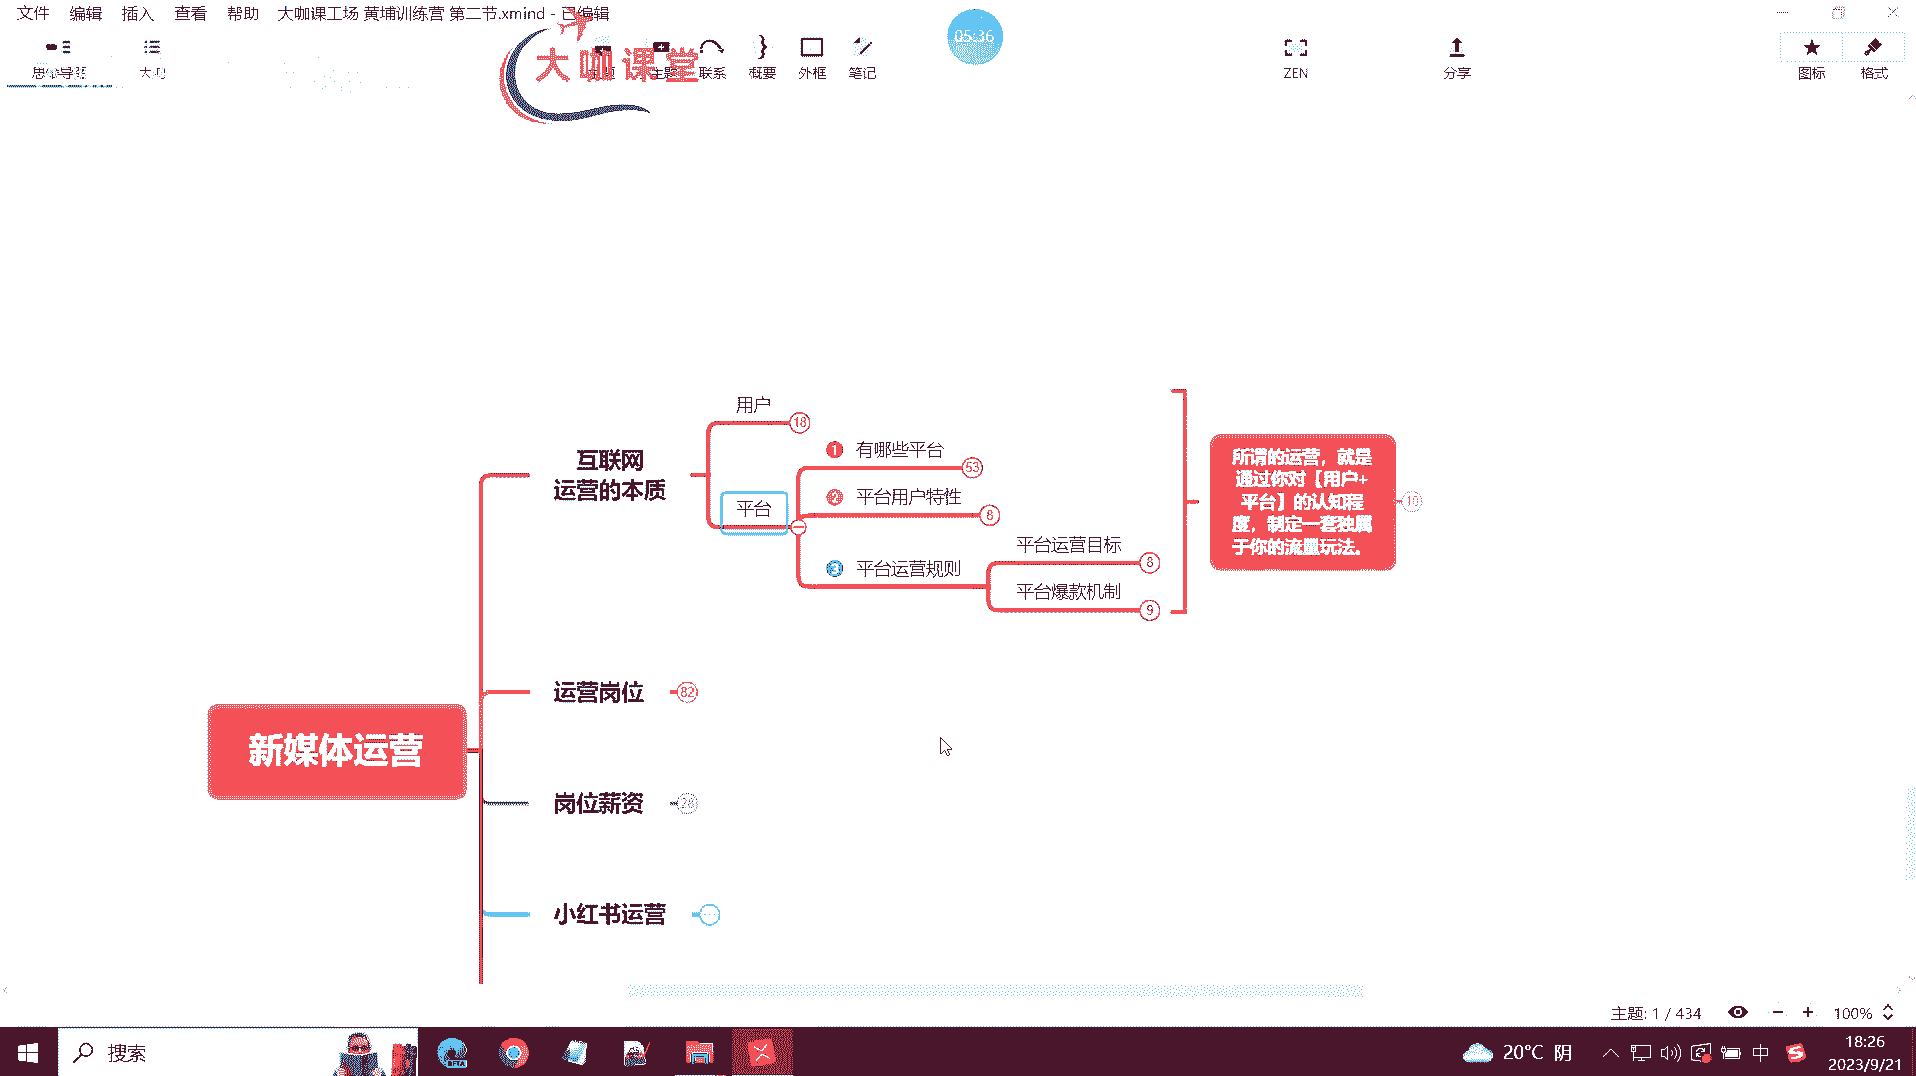 文件 编辑 插入 查看 帮助 大咖课工场 黄埔训练营 第二节.xmind - 已编辑
05:36
大咖课堂
思维导图 主题 联系 概要 外框 笔记 ZEN 分享 图标 格式
用户 18
1 有哪些平台 53
互联网
运营的本质
2 平台用户特性 8
平台
3 平台运营规则
平台运营目标 8
平台爆款机制 9
所谓的运营，就是
通过你对【用户+
平台】的认知程
度，制定一套独属
于你的流量玩法。
19
运营岗位 82
新媒体运营
岗位薪资 28
小红书运营
主题: 1 / 434 100%
搜索
BETA
20°C 阴
中
18:26
2023/9/21